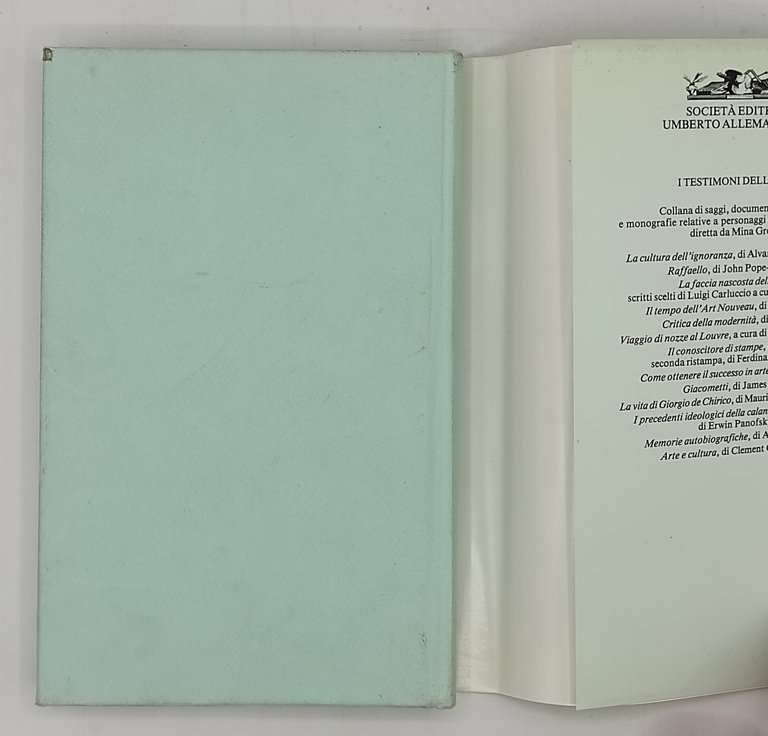 SOCIETÀ EDITR
UMBERTO ALLEMA
I TESTIMONI DELL
Collana di saggi, documen
e monografie relative a personaggi
diretta da Mina Gre
La cultura dell'ignoranza, di Alva
Raffaello, di John Pope-
La faccia nascosta del
scritti scelti di Luigi Carluccio a cu
Il tempo dell'Art Nouveau, di
Critica della modernità, di
Viaggio di nozze al Louvre, a cura di
Il conoscitore di stampe,
seconda ristampa, di Ferdina
Come ottenere il successo in arte
Giacometti, di James
La vita di Giorgio de Chirico, di Mauri
I precedenti ideologici della calan
di Erwin Panofsk
Memorie autobiografiche, di A
Arte e cultura, di Clement